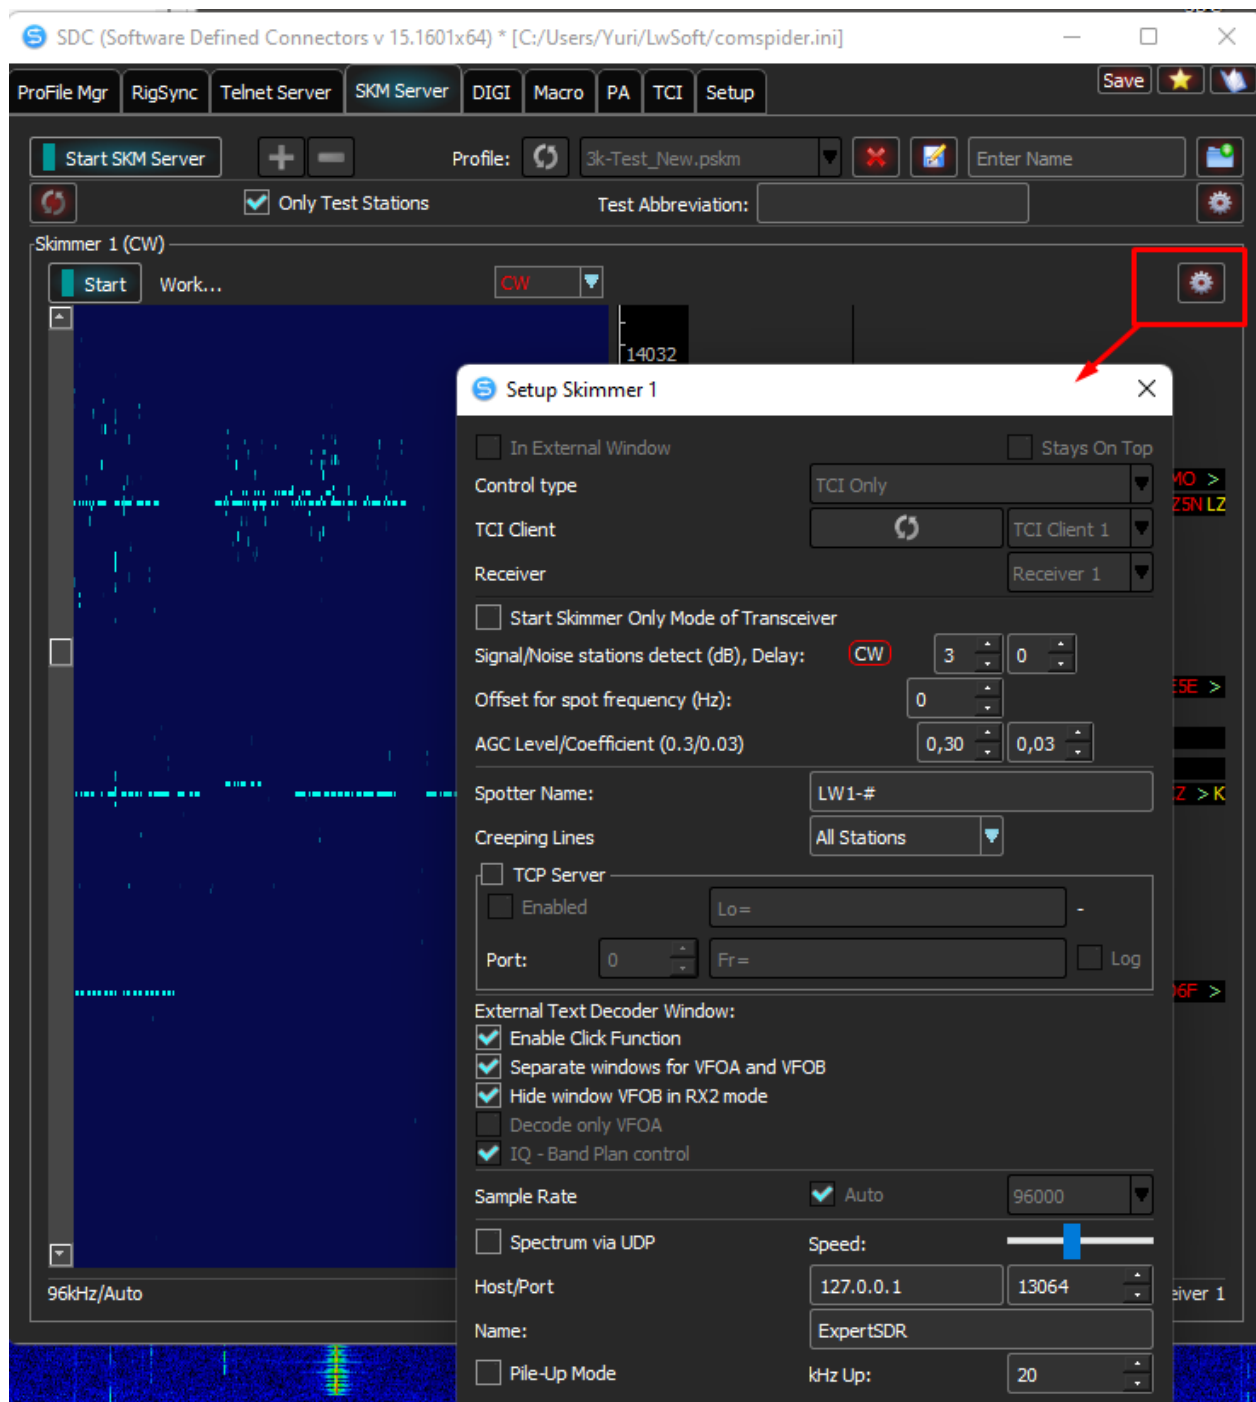 SDC (Software Defined Connectors v 15.1601x64) * [C:/Users/Yuri/LwSoft/comspider.ini]
ProFile Mgr RigSync Telnet Server SKM Server DIGI Macro PA TCI Setup Save
Start SKM Server Profile: 3k-Test_New.pskm Enter Name
Only Test Stations Test Abbreviation:
Skimmer 1 (CW)
Start Work... CW
14032
Setup Skimmer 1
In External Window Stays On Top
Control type TCI Only
MO >
Z5N LZ
TCI Client TCI Client 1
Receiver Receiver 1
Start Skimmer Only Mode of Transceiver
Signal/Noise stations detect (dB), Delay: CW 3 0
5E >
Offset for spot frequency (Hz): 0
AGC Level/Coefficient (0.3/0.03) 0,30 0,03
Spotter Name: LW1-#
Z > K
Creeping Lines All Stations
TCP Server
Enabled Lo= -
Port: 0 Fr= Log
6F >
External Text Decoder Window:
Enable Click Function
Separate windows for VFOA and VFOB
Hide window VFOB in RX2 mode
Decode only VFOA
IQ - Band Plan control
Sample Rate Auto 96000
Spectrum via UDP Speed:
96kHz/Auto Host/Port 127.0.0.1 13064 eiver 1
Name: ExpertSDR
Pile-Up Mode kHz Up: 20